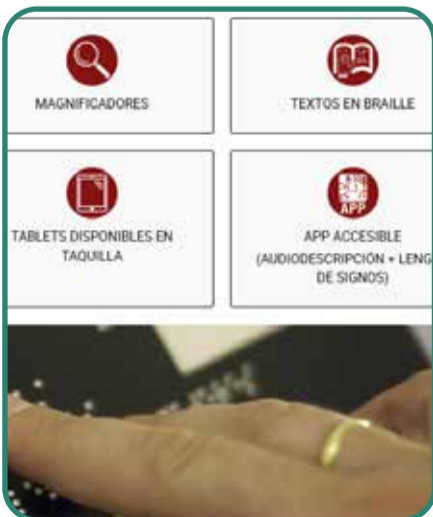 MAGNIFICADORES
TEXTOS EN BRAILLE
TABLETS DISPONIBLES EN
TAQUILLA
APP
APP ACCESIBLE
(AUDIODESCRIPCIÓN + LENG
DE SIGNOS)